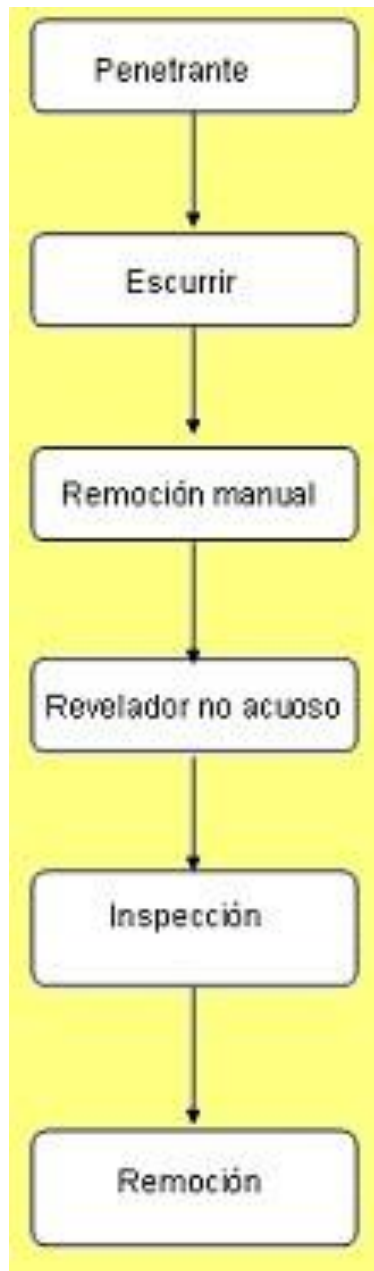 Penetrante
Escurrir
Remoción manual
Revelador no acuoso
Inspección
Remoción